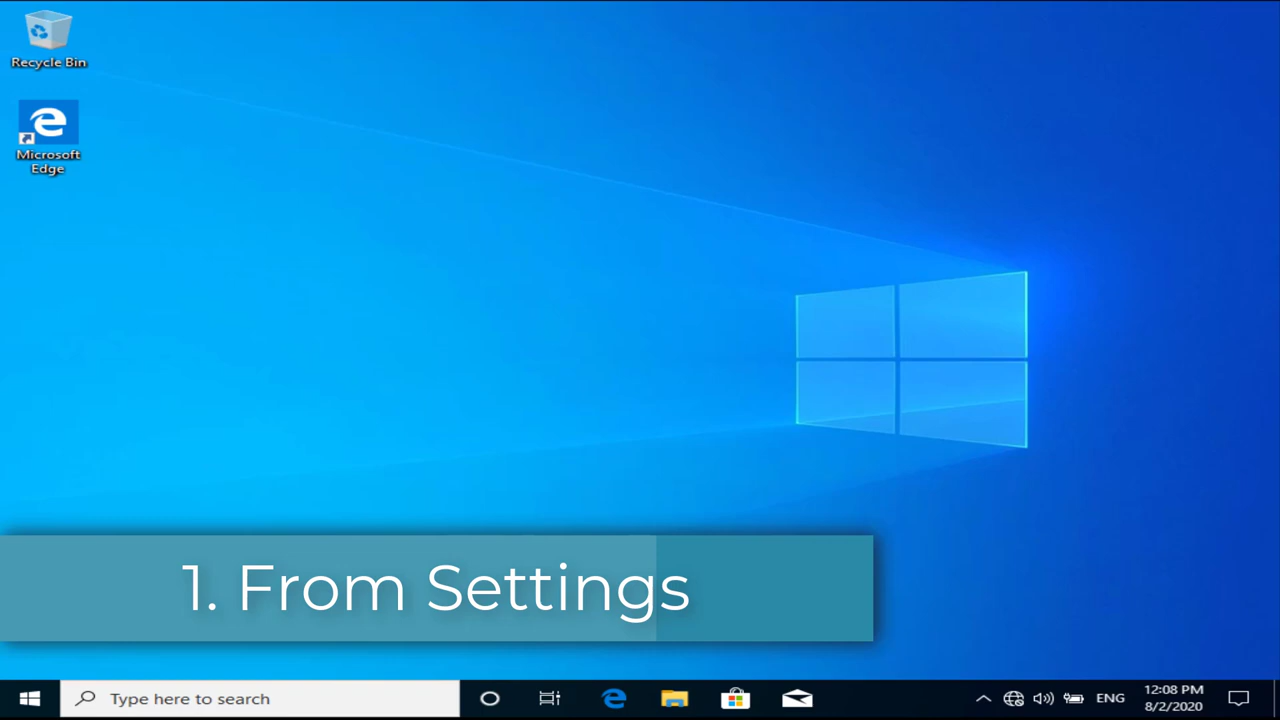 Recycle Bin
Microsoft
Edge
1. From Settings
Type here to search
ENG
12:08 PM
8/2/2020